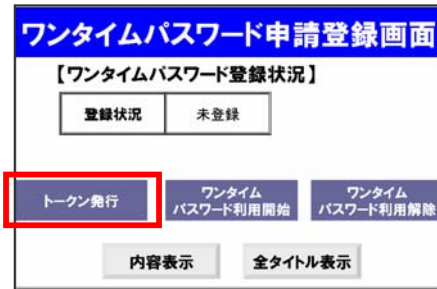 ワンタイムパスワード申請登録画面
【ワンタイムパスワード登録状況】
登録状況 未登録
トークン発行
ワンタイム
パスワード利用開始
ワンタイム
パスワード利用解除
内容表示 全タイトル表示